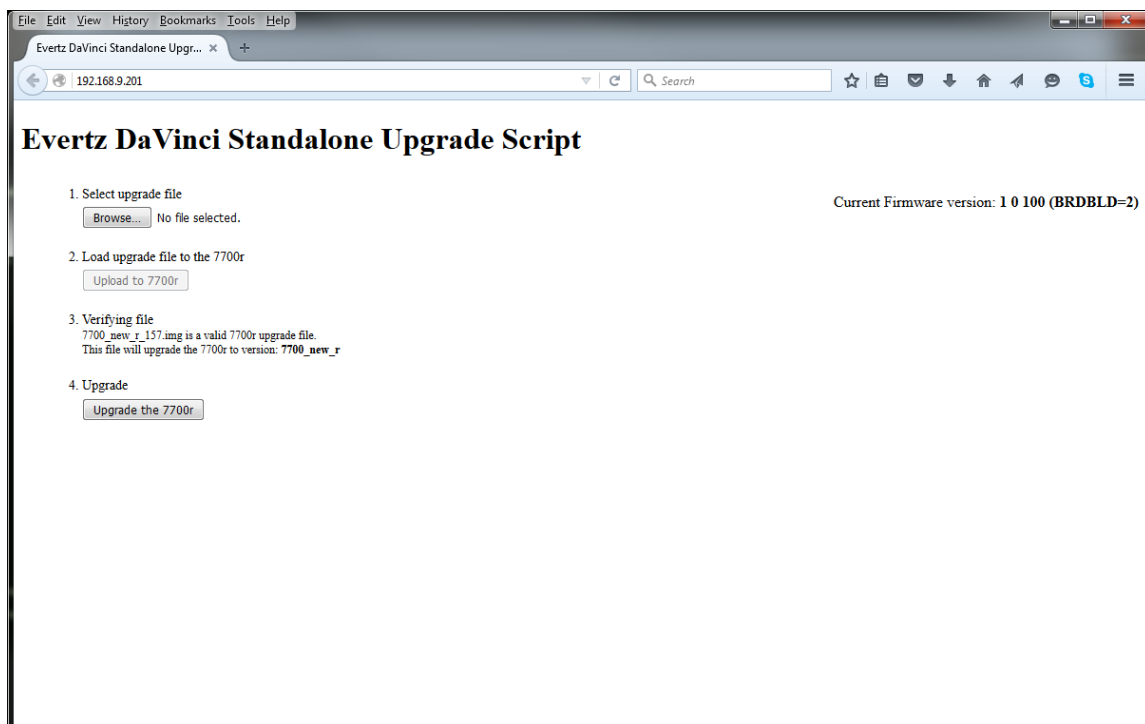 File Edit View History Bookmarks Tools Help
Evertz DaVinci Standalone Upgr... × +
192.168.9.201 Search
Evertz DaVinci Standalone Upgrade Script
1. Select upgrade file
Current Firmware version: 1 0 100 (BRDBLD=2)
Browse... No file selected.
2. Load upgrade file to the 7700r
Upload to 7700r
3. Verifying file
7700_new_r_157.img is a valid 7700r upgrade file.
This file will upgrade the 7700r to version: 7700_new_r
4. Upgrade
Upgrade the 7700r